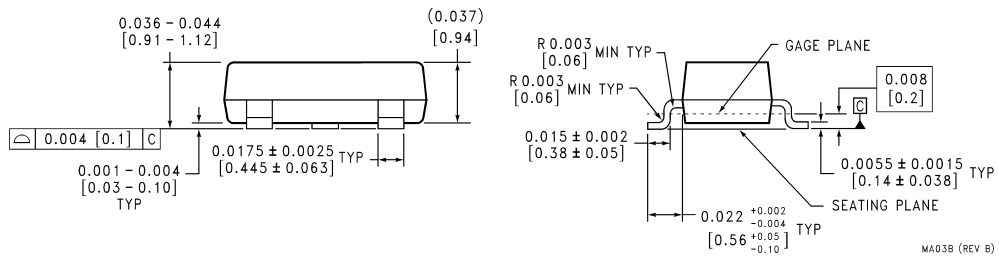 0.036 - 0.044
[0.91 - 1.12]
(0.037)
[0.94]
0.004 [0.1] C
0.001 - 0.004
[0.03 - 0.10]
TYP
0.0175 ± 0.0025
[0.445 ± 0.063]
TYP
R 0.003
[0.06]
MIN TYP
R 0.003
[0.06]
MIN TYP
GAGE PLANE
0.008
[0.2]
C
0.015 ± 0.002
[0.38 ± 0.05]
0.0055 ± 0.0015
[0.14 ± 0.038]
TYP
SEATING PLANE
0.022 +0.002 -0.004
[0.56 +0.05 -0.10]
TYP
MA03B (REV B)